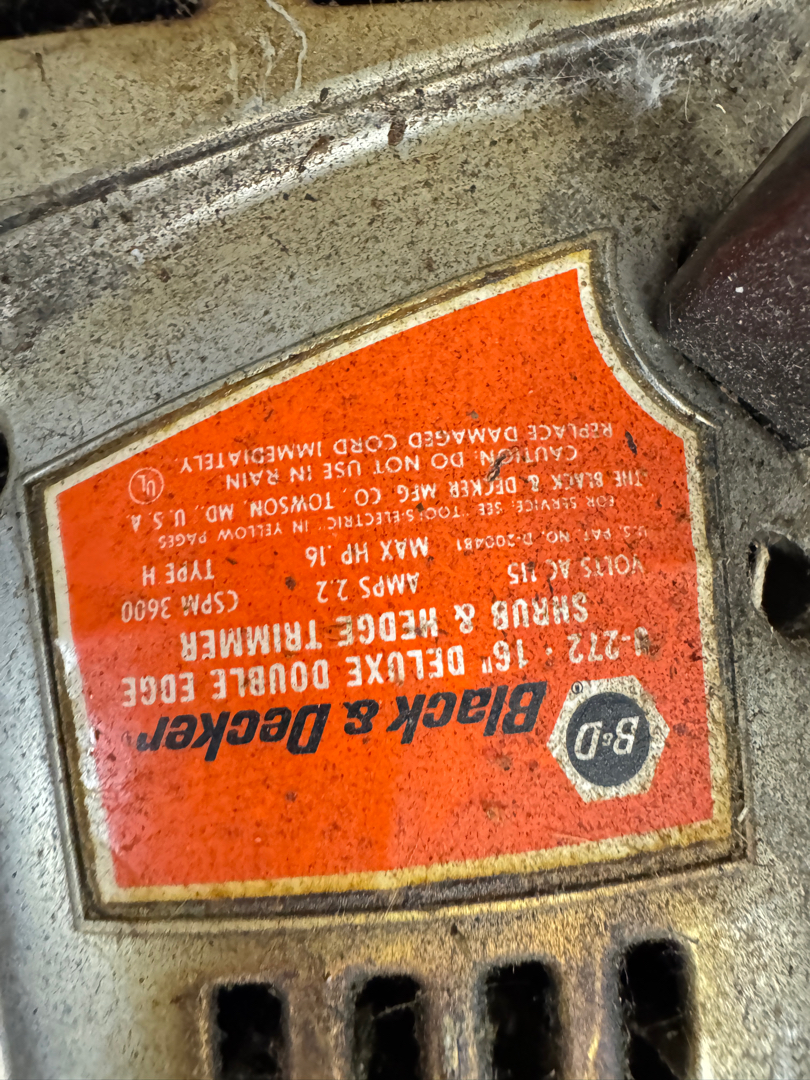 B&D
Black & Decker®
U-272 · 16" DELUXE DOUBLE EDGE
SHRUB & HEDGE TRIMMER
VOLTS AC 115 AMPS 2.2 CSPM 3600
U.S. PAT. NO. D-200481 MAX HP .16 TYPE H
FOR SERVICE: SEE "TOOLS-ELECTRIC" IN YELLOW PAGES
THE BLACK & DECKER MFG. CO., TOWSON, MD., U.S.A
CAUTION: DO NOT USE IN RAIN
REPLACE DAMAGED CORD IMMEDIATELY.
UL